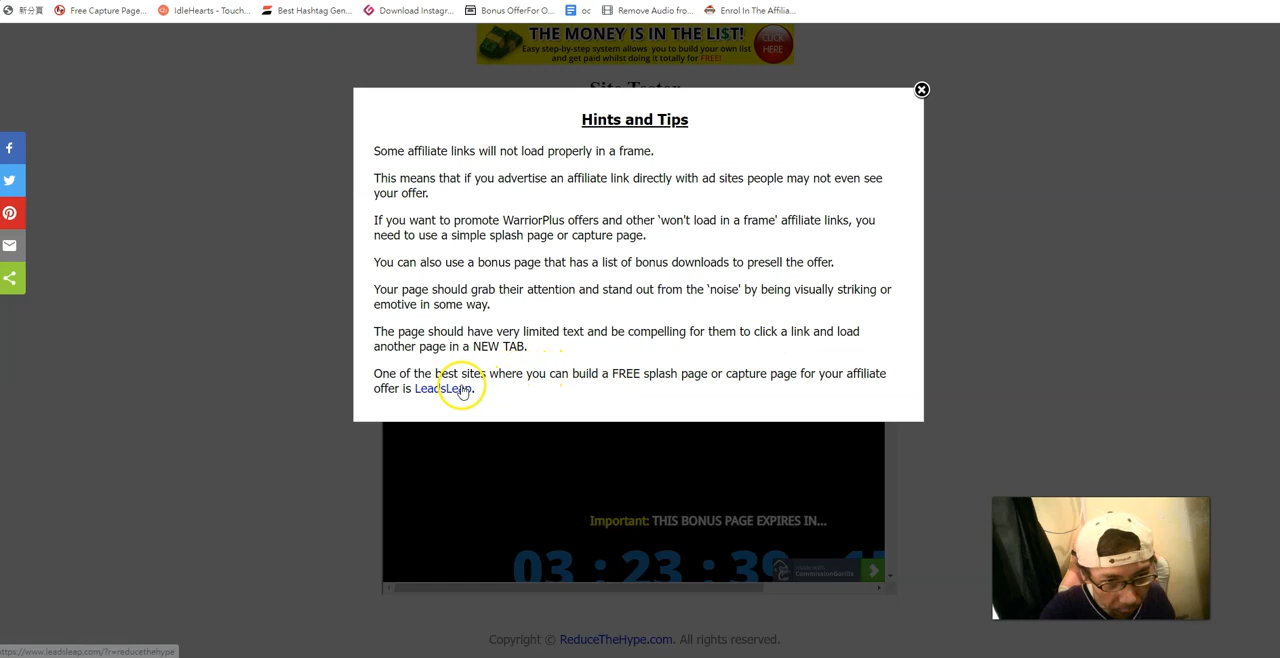 新分頁
Free Capture Page...
IdleHearts - Touch...
Best Hashtag Gen...
Download Instagr...
Bonus OfferFor O...
oc
Remove Audio fro...
Enrol In The Affilia...
THE MONEY IS IN THE LI$T!
Easy step-by-step system allows you to build your own list
and get paid whilst doing it totally for FREE!
CLICK
HERE
Site Tester
Hints and Tips
Some affiliate links will not load properly in a frame.
This means that if you advertise an affiliate link directly with ad sites people may not even see
your offer.
If you want to promote WarriorPlus offers and other 'won't load in a frame' affiliate links, you
need to use a simple splash page or capture page.
You can also use a bonus page that has a list of bonus downloads to presell the offer.
Your page should grab their attention and stand out from the 'noise' by being visually striking or
emotive in some way.
The page should have very limited text and be compelling for them to click a link and load
another page in a NEW TAB.
One of the best sites where you can build a FREE splash page or capture page for your affiliate
offer is LeadsLeap.
Important: THIS BONUS PAGE EXPIRES IN...
03 : 23 : 39
made with
CommissionGorilla
Copyright © ReduceTheHype.com. All rights reserved.
https://www.leadsleap.com/?r=reducethehype